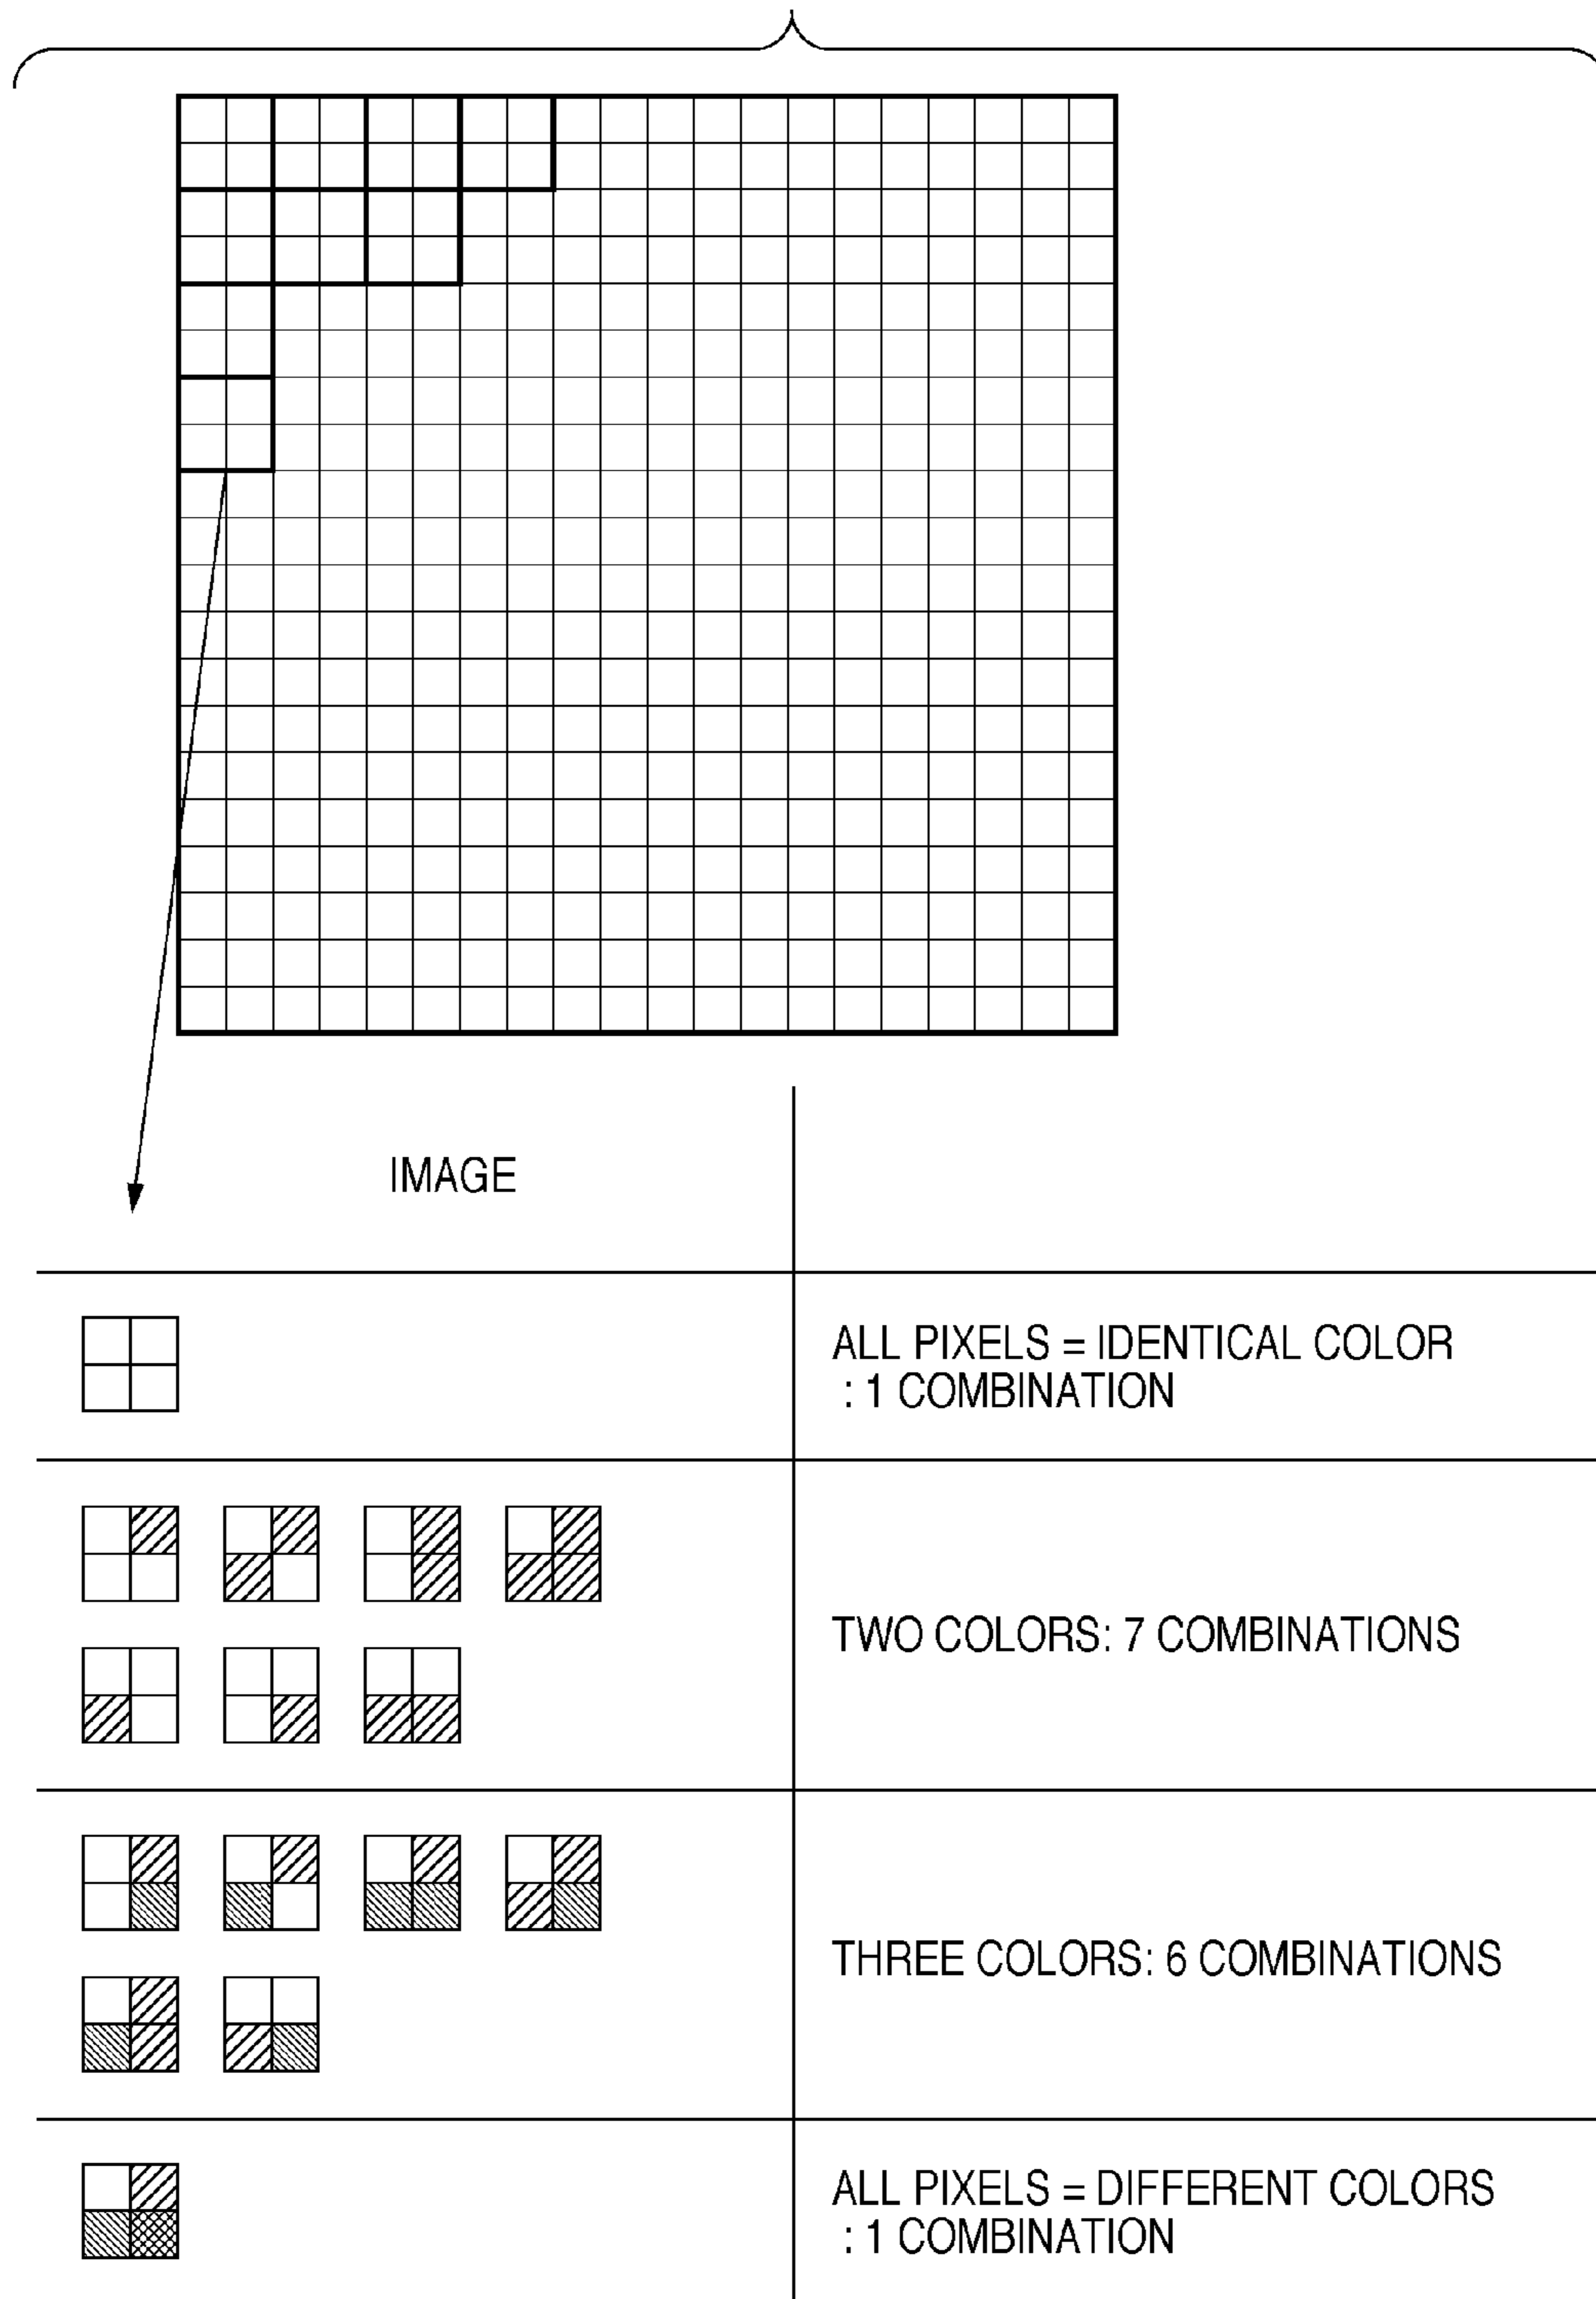 IMAGE
ALL PIXELS = IDENTICAL COLOR
: 1 COMBINATION
TWO COLORS: 7 COMBINATIONS
THREE COLORS: 6 COMBINATIONS
ALL PIXELS = DIFFERENT COLORS
: 1 COMBINATION